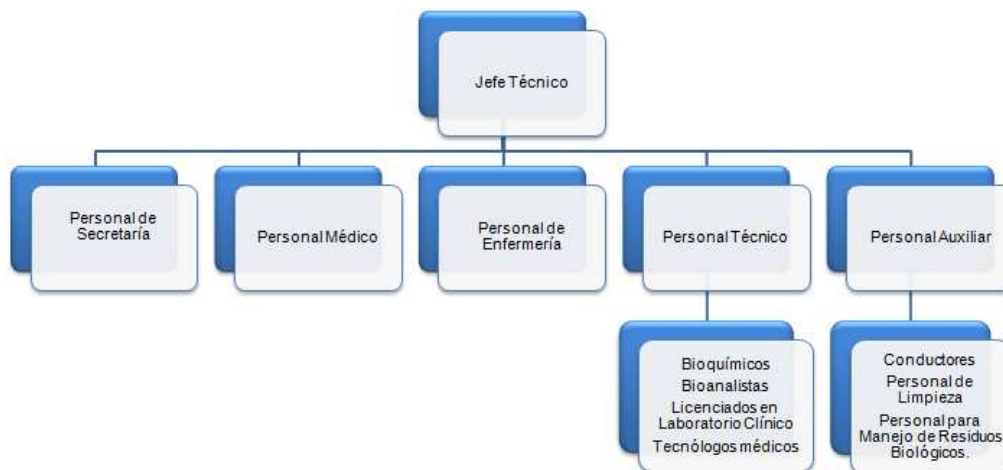 Jefe Técnico
Personal de
Secretaría
Personal Médico
Personal de
Enfermería
Personal Técnico
Personal Auxiliar
Bioquímicos
Bioanalistas
Licenciados en
Laboratorio Clínico
Tecnólogos médicos
Conductores
Personal de
Limpieza
Personal para
Manejo de Residuos
Biológicos.